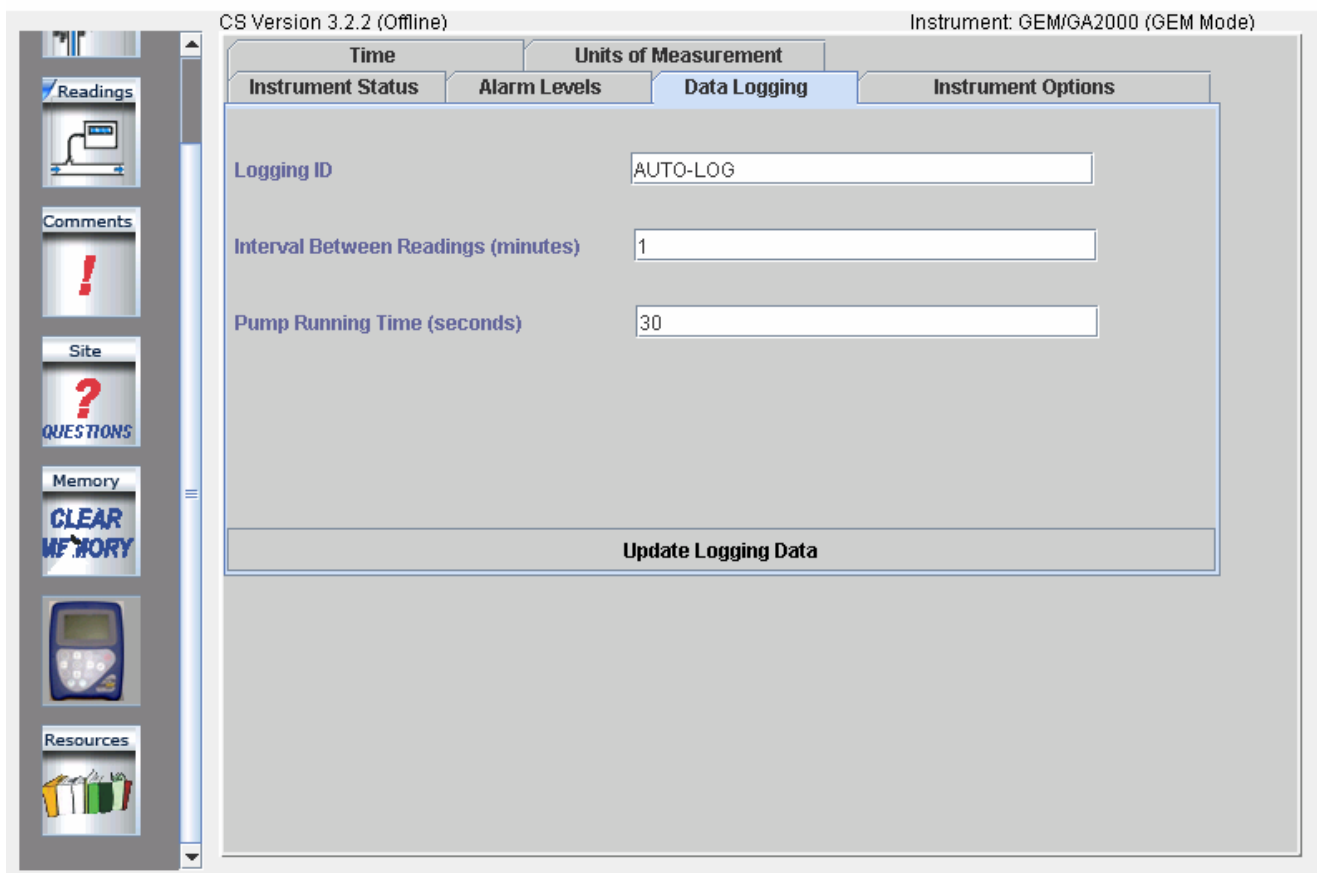 CS Version 3.2.2 (Offline)
Instrument: GEM/GA2000 (GEM Mode)
Time
Units of Measurement
Instrument Status
Alarm Levels
Data Logging
Instrument Options
Logging ID
AUTO-LOG
Interval Between Readings (minutes)
1
Pump Running Time (seconds)
30
Update Logging Data
Readings
Comments
!
Site
?
QUESTIONS
Memory
CLEAR
MEMORY
Resources